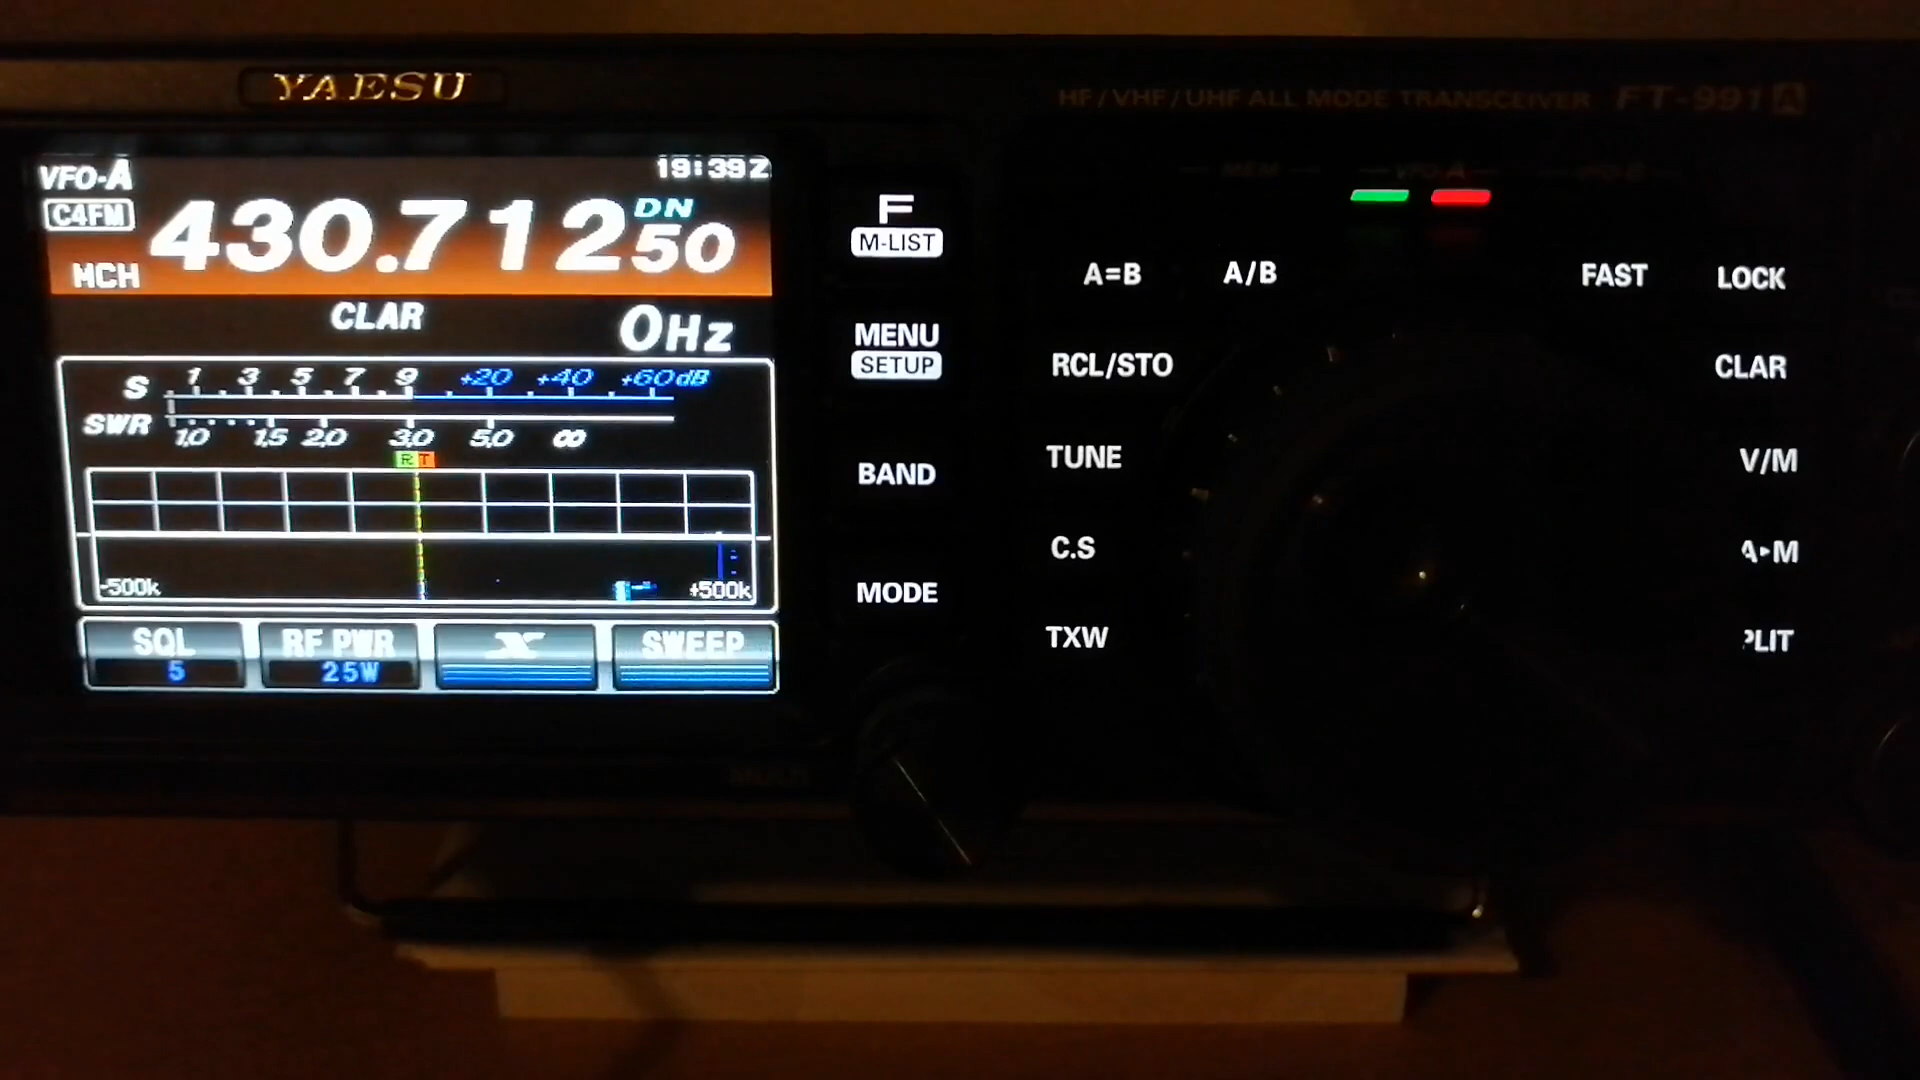 YAESU
HF/VHF/UHF ALL MODE TRANSCEIVER FT-991A
VFO-A 19:39Z
C4FM 430.712 50 DN
MCH
CLAR 0Hz
S 1 3 5 7 9 +20 +40 +60dB
SWR 1,0 1,5 2,0 3,0 5,0 ∞
R T
-500k +500k
SQL RF PWR SWEEP
5 25W
F
M-LIST
MENU
SETUP
BAND
MODE
VFO-A
A=B A/B FAST LOCK
RCL/STO CLAR
TUNE V/M
C.S A▸M
TXW PLIT